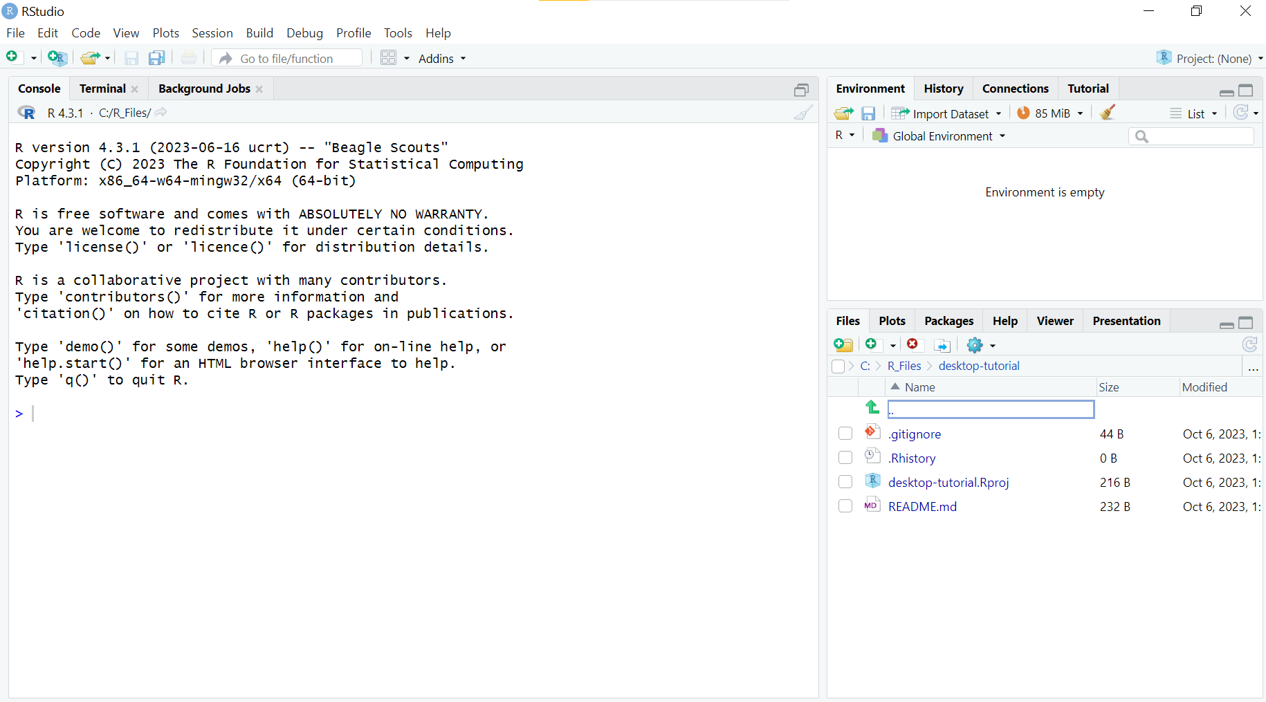 RStudio
File Edit Code View Plots Session Build Debug Profile Tools Help
Go to file/function Addins Project: (None)
Console Terminal Background Jobs
R 4.3.1 · C:/R_Files/
R version 4.3.1 (2023-06-16 ucrt) -- "Beagle Scouts"
Copyright (C) 2023 The R Foundation for Statistical Computing
Platform: x86_64-w64-mingw32/x64 (64-bit)
R is free software and comes with ABSOLUTELY NO WARRANTY.
You are welcome to redistribute it under certain conditions.
Type 'license()' or 'licence()' for distribution details.
R is a collaborative project with many contributors.
Type 'contributors()' for more information and
'citation()' on how to cite R or R packages in publications.
Type 'demo()' for some demos, 'help()' for on-line help, or
'help.start()' for an HTML browser interface to help.
Type 'q()' to quit R.
>
Environment History Connections Tutorial
Import Dataset 85 MiB List
R Global Environment
Environment is empty
Files Plots Packages Help Viewer Presentation
C: R_Files desktop-tutorial ...
Name Size Modified
..
.gitignore 44 B Oct 6, 2023, 1:
.Rhistory 0 B Oct 6, 2023, 1:
desktop-tutorial.Rproj 216 B Oct 6, 2023, 1:
MD README.md 232 B Oct 6, 2023, 1: